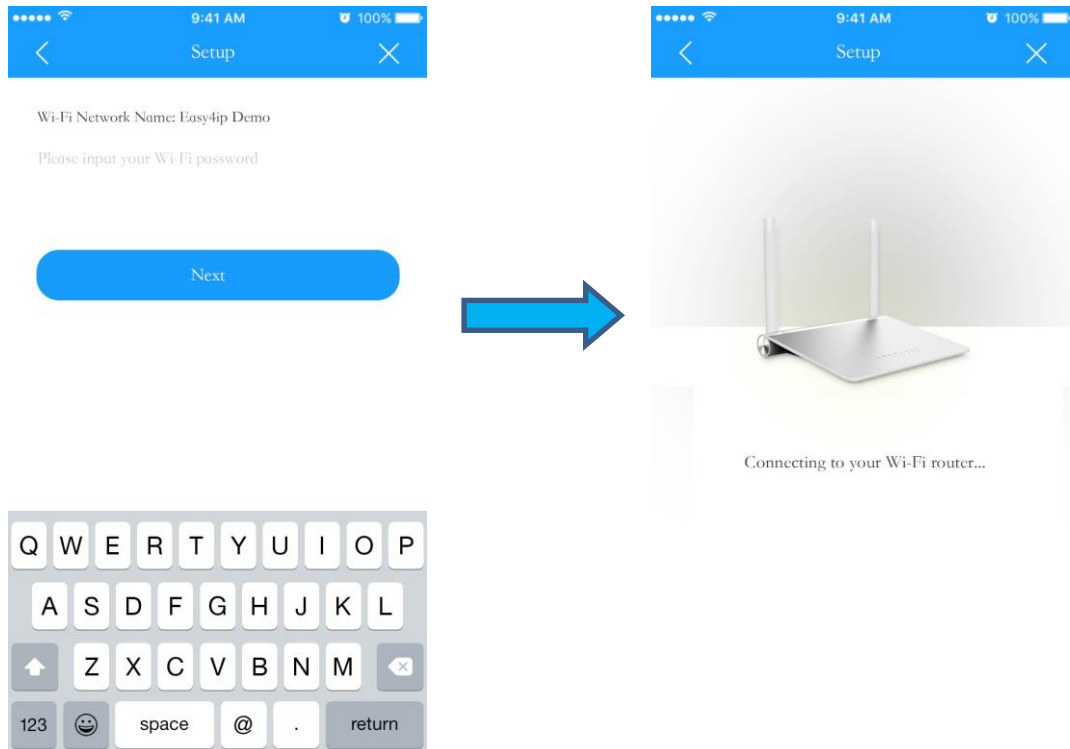 9:41 AM 100%
Setup
Wi-Fi Network Name: Easy4ip Demo
Please input your Wi-Fi password
Next
Q W E R T Y U I O P
A S D F G H J K L
Z X C V B N M
123 space @ . return
9:41 AM 100%
Setup
Connecting to your Wi-Fi router...